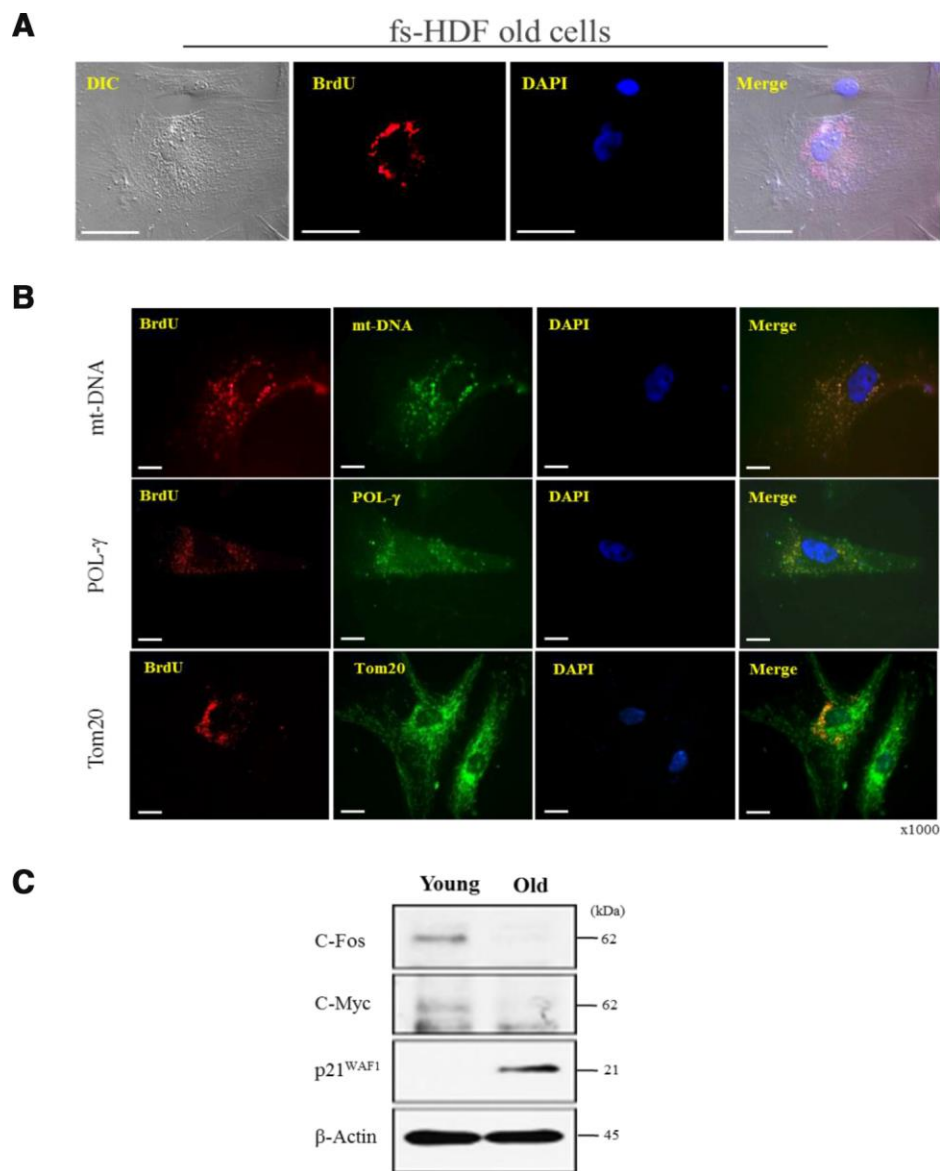 A
fs-HDF old cells
DIC BrdU DAPI Merge
B
mt-DNA
BrdU mt-DNA DAPI Merge
POL-γ
BrdU POL-γ DAPI Merge
Tom20
BrdU Tom20 DAPI Merge
x1000
C
Young Old
(kDa)
C-Fos 62
C-Myc 62
p21WAF1 21
β-Actin 45